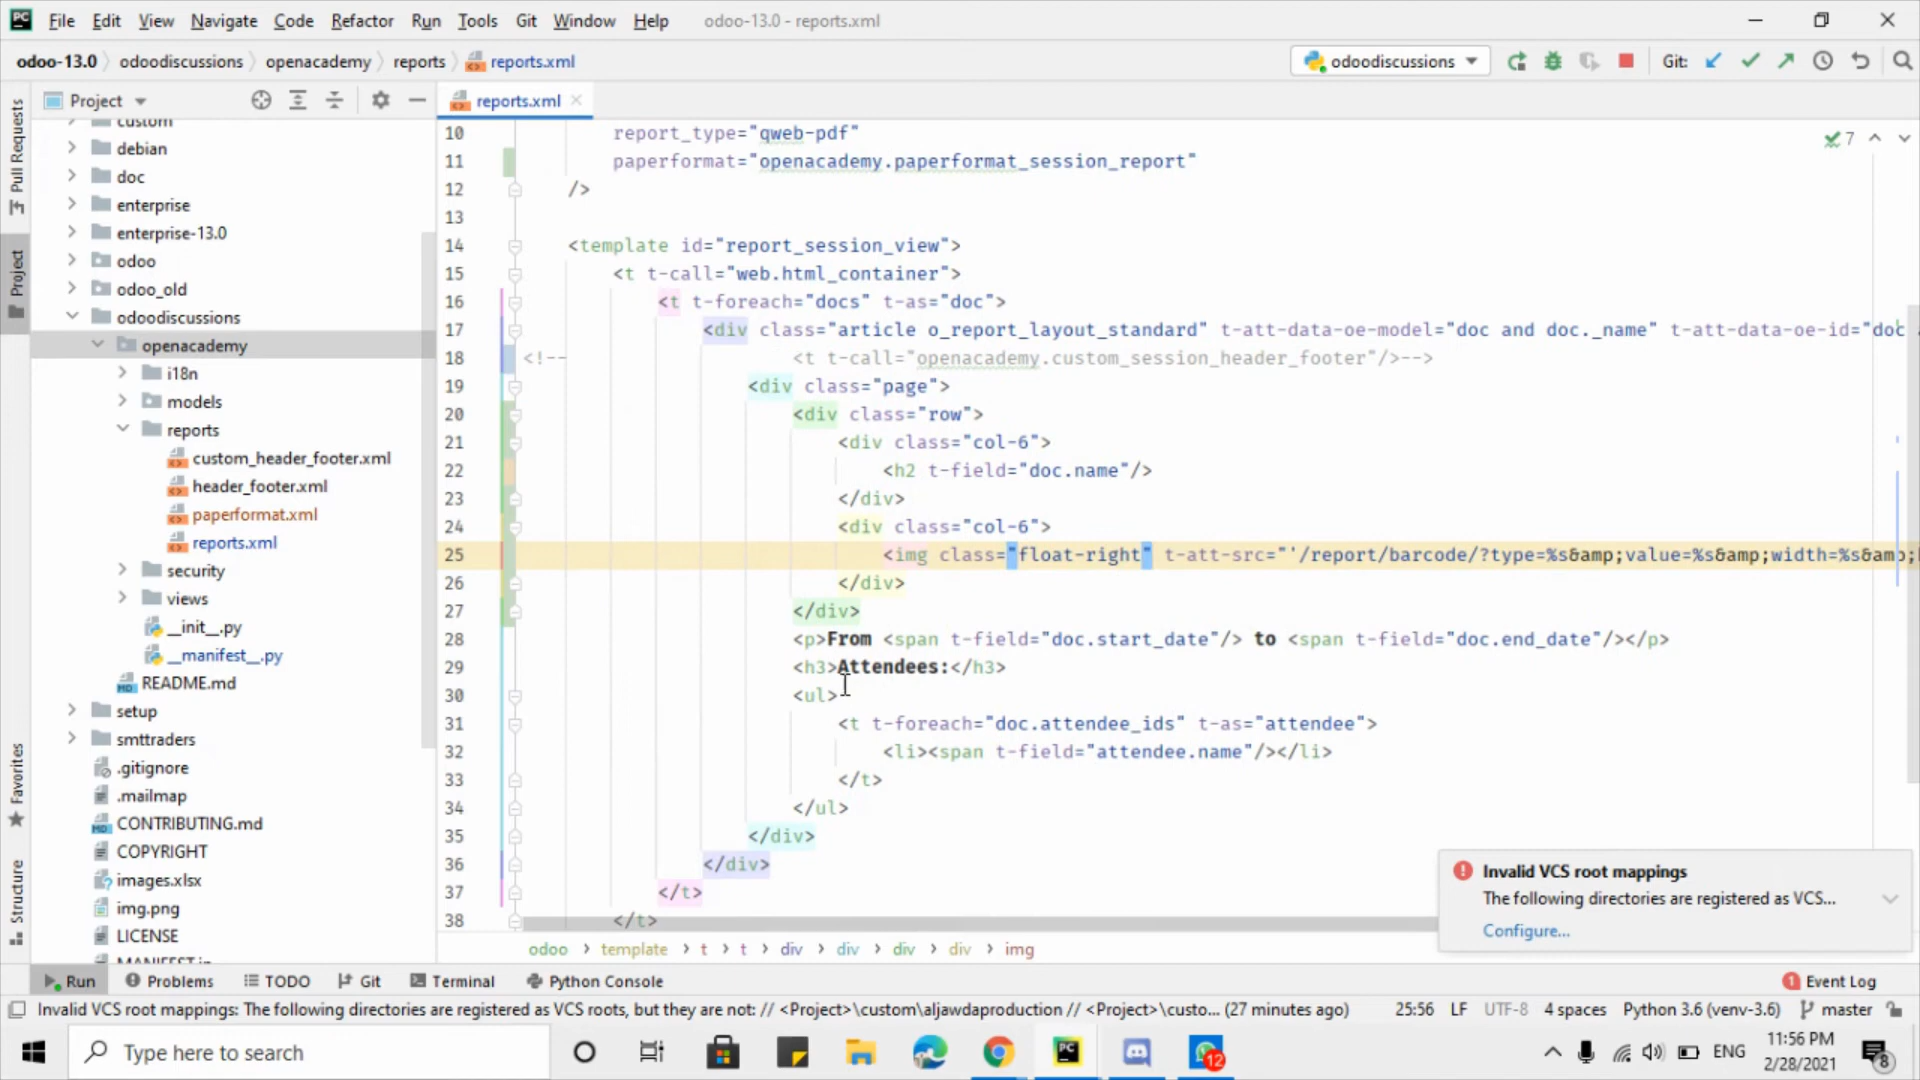 PC File Edit View Navigate Code Refactor Run Tools Git Window Help odoo-13.0 - reports.xml
odoo-13.0 odoodiscussions openacademy reports reports.xml odoodiscussions Git:
Project reports.xml
Pull Requests
Project
Favorites
Structure
custom
debian
doc
enterprise
enterprise-13.0
odoo
odoo_old
odoodiscussions
openacademy
i18n
models
reports
custom_header_footer.xml
header_footer.xml
paperformat.xml
reports.xml
security
views
__init__.py
__manifest__.py
README.md
setup
smttraders
.gitignore
.mailmap
CONTRIBUTING.md
COPYRIGHT
images.xlsx
img.png
LICENSE
MANIFEST.in
7
10 report_type="qweb-pdf"
11 paperformat="openacademy.paperformat_session_report"
12 />
13
14 <template id="report_session_view">
15 <t t-call="web.html_container">
16 <t t-foreach="docs" t-as="doc">
17 <div class="article o_report_layout_standard" t-att-data-oe-model="doc and doc._name" t-att-data-oe-id="doc
18 <!-- <t t-call="openacademy.custom_session_header_footer"/>-->
19 <div class="page">
20 <div class="row">
21 <div class="col-6">
22 <h2 t-field="doc.name"/>
23 </div>
24 <div class="col-6">
25 <img class="float-right" t-att-src="'/report/barcode/?type=%s&amp;value=%s&amp;width=%s&amp;
26 </div>
27 </div>
28 <p>From <span t-field="doc.start_date"/> to <span t-field="doc.end_date"/></p>
29 <h3>Attendees:</h3>
30 <ul>
31 <t t-foreach="doc.attendee_ids" t-as="attendee">
32 <li><span t-field="attendee.name"/></li>
33 </t>
34 </ul>
35 </div>
36 </div>
37 </t>
38 </t>
Invalid VCS root mappings
The following directories are registered as VCS...
Configure...
odoo template t t div div div div img
Run Problems TODO Git Terminal Python Console 1 Event Log
Invalid VCS root mappings: The following directories are registered as VCS roots, but they are not: // <Project>\custom\aljawdaproduction // <Project>\custo... (27 minutes ago) 25:56 LF UTF-8 4 spaces Python 3.6 (venv-3.6) master
Type here to search PC 12 ENG 11:56 PM
2/28/2021 8